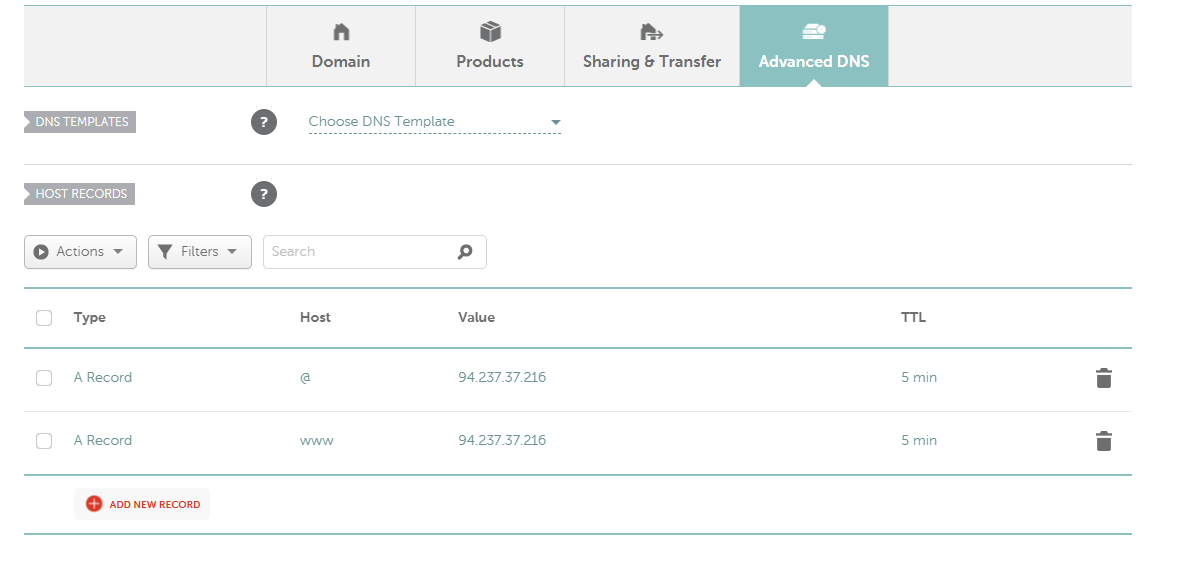 Domain Products Sharing & Transfer Advanced DNS
DNS TEMPLATES ? Choose DNS Template
HOST RECORDS ?
Actions Filters Search
Type Host Value TTL
A Record @ 94.237.37.216 5 min
A Record www 94.237.37.216 5 min
ADD NEW RECORD